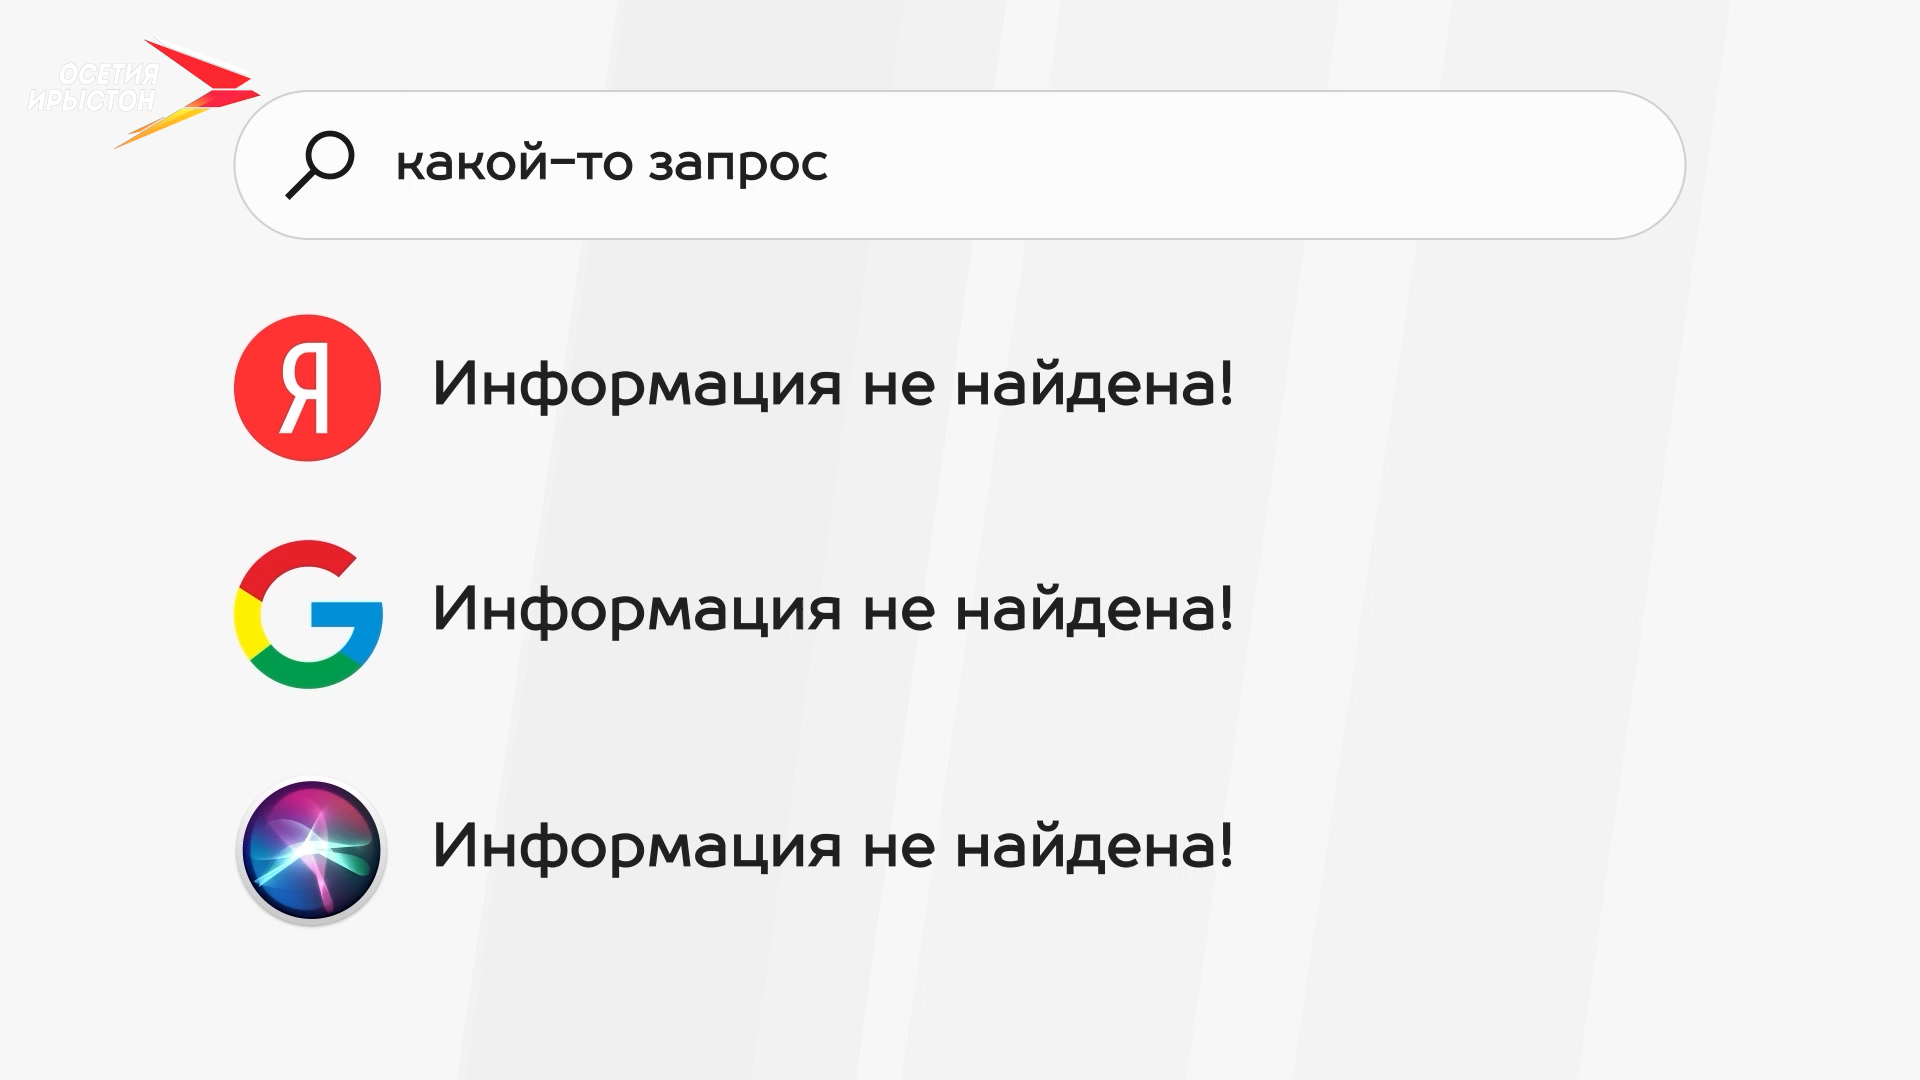 ОСЕТИЯ
ИРЫСТОН
какой-то запрос
Я
Информация не найдена!
G
Информация не найдена!
Информация не найдена!